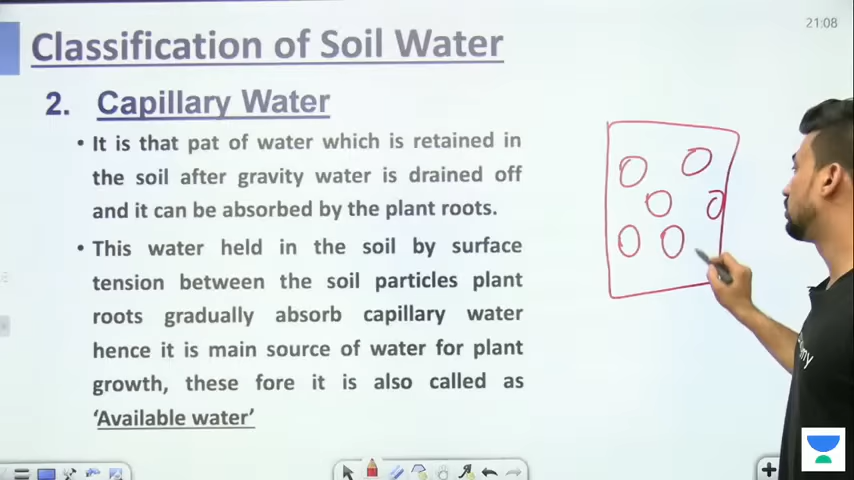 21:08
Classification of Soil Water
2. Capillary Water
• It is that pat of water which is retained in
the soil after gravity water is drained off
and it can be absorbed by the plant roots.
• This water held in the soil by surface
tension between the soil particles plant
roots gradually absorb capillary water
hence it is main source of water for plant
growth, these fore it is also called as
‘Available water’